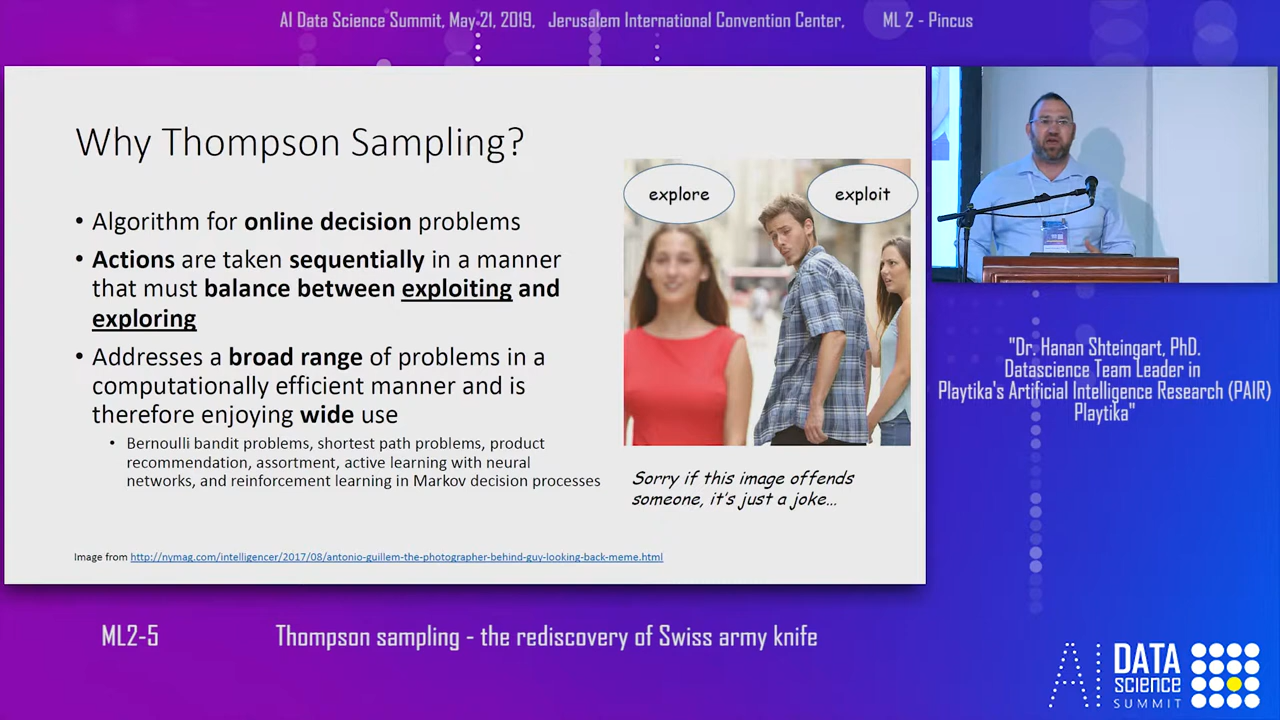 AI Data Science Summit, May 21, 2019, Jerusalem International Convention Center, ML 2 - Pincus
Why Thompson Sampling?
• Algorithm for online decision problems
• Actions are taken sequentially in a manner
that must balance between exploiting and
exploring
• Addresses a broad range of problems in a
computationally efficient manner and is
therefore enjoying wide use
• Bernoulli bandit problems, shortest path problems, product
recommendation, assortment, active learning with neural
networks, and reinforcement learning in Markov decision processes
explore
exploit
Sorry if this image offends
someone, it's just a joke...
Image from http://nymag.com/intelligencer/2017/08/antonio-guillem-the-photographer-behind-guy-looking-back-meme.html
"Dr. Hanan Shteingart, PhD.
Datascience Team Leader in
Playtika's Artificial Intelligence Research (PAIR)
Playtika"
ML2-5
Thompson sampling - the rediscovery of Swiss army knife
AI DATA
science
SUMMIT